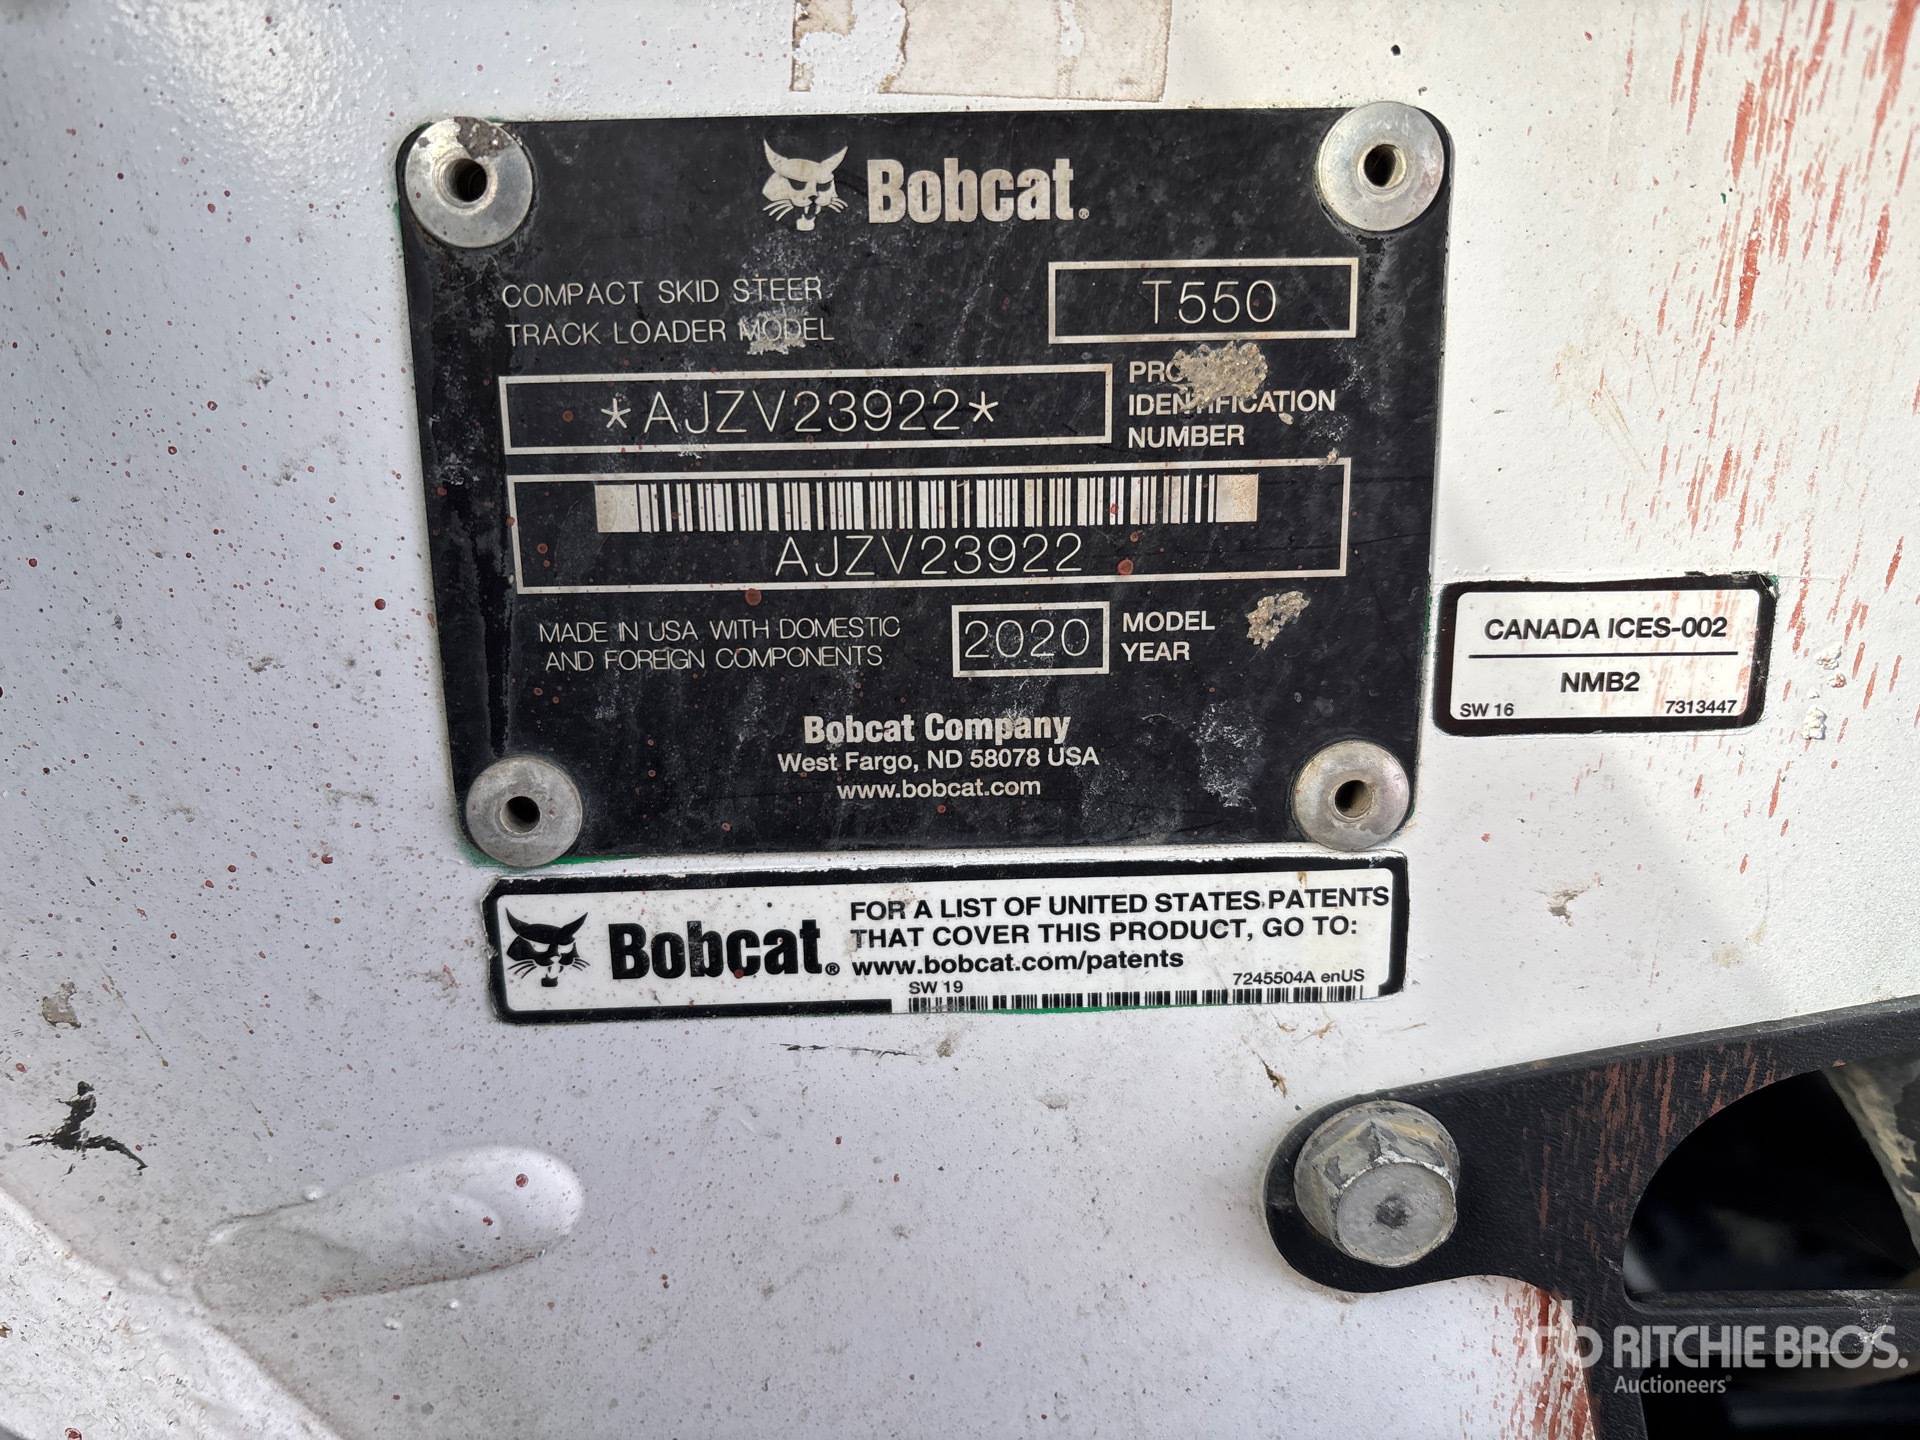 Bobcat®
COMPACT SKID STEER
TRACK LOADER MODEL
T550
*AJZV23922*
IDENTIFICATION
NUMBER
AJZV23922
MADE IN USA WITH DOMESTIC
AND FOREIGN COMPONENTS
2020
MODEL
YEAR
Bobcat Company
West Fargo, ND 58078 USA
www.bobcat.com
CANADA ICES-002
NMB2
SW 16
7313447
Bobcat®
FOR A LIST OF UNITED STATES PATENTS
THAT COVER THIS PRODUCT, GO TO:
www.bobcat.com/patents
SW 19
7245504A enUS
RITCHIE BROS.
Auctioneers®